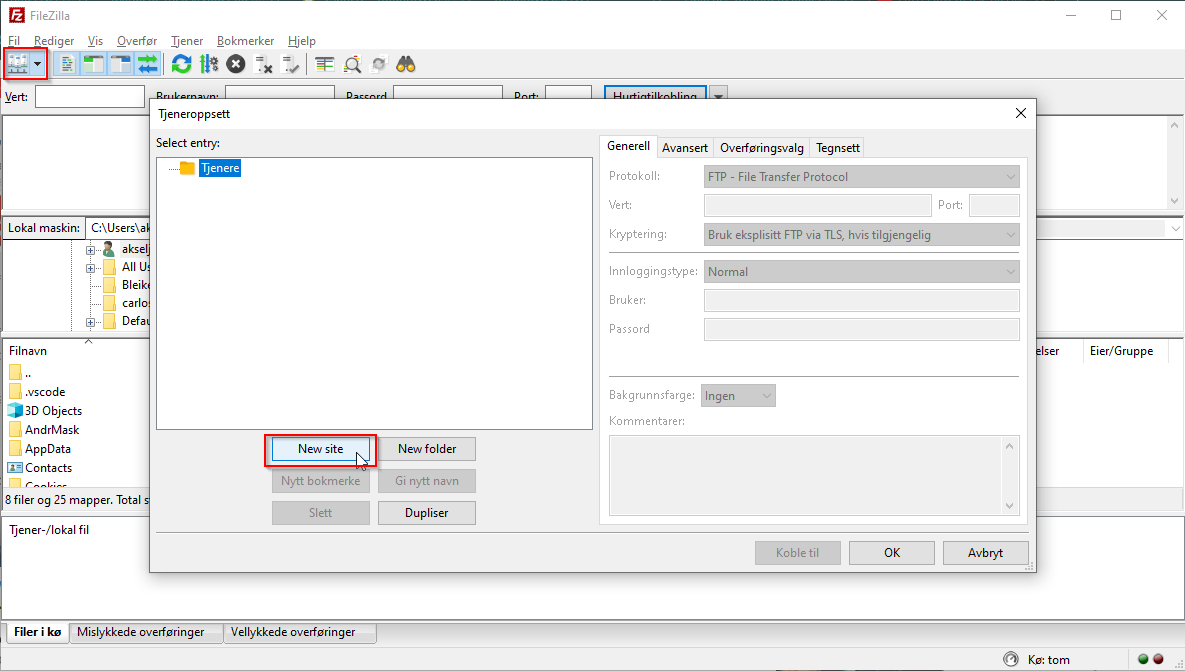 FileZilla
Fil Rediger Vis Overfør Tjener Bokmerker Hjelp
Vert: Brukernavn: Passord Port: Hurtigtilkobling
Tjeneroppsett
Select entry:
Tjenere
New site New folder
Nytt bokmerke Gi nytt navn
Slett Dupliser
Generell Avansert Overføringsvalg Tegnsett
Protokoll: FTP - File Transfer Protocol
Vert: Port:
Kryptering: Bruk eksplisitt FTP via TLS, hvis tilgjengelig
Innloggingstype: Normal
Bruker:
Passord
Bakgrunnsfarge: Ingen
Kommentarer:
Koble til OK Avbryt
Lokal maskin: C:\Users\ak
akselj
All Us
Bleike
carlos
Defau
Filnavn
..
.vscode
3D Objects
AndrMask
AppData
Contacts
Cookies
8 filer og 25 mapper. Total s
elser Eier/Gruppe
Tjener-/lokal fil
Filer i kø Mislykkede overføringer Vellykkede overføringer
Kø: tom